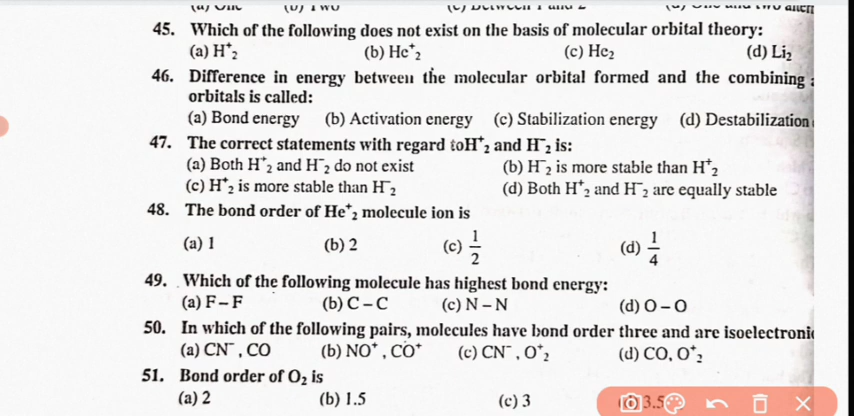 45. Which of the following does not exist on the basis of molecular orbital theory:
(a) H⁺₂ (b) He⁺₂ (c) He₂ (d) Li₂
46. Difference in energy between the molecular orbital formed and the combining
orbitals is called:
(a) Bond energy (b) Activation energy (c) Stabilization energy (d) Destabilization
47. The correct statements with regard toH⁺₂ and H⁻₂ is:
(a) Both H⁺₂ and H⁻₂ do not exist (b) H⁻₂ is more stable than H⁺₂
(c) H⁺₂ is more stable than H⁻₂ (d) Both H⁺₂ and H⁻₂ are equally stable
48. The bond order of He⁺₂ molecule ion is
(a) 1 (b) 2 (c) 1/2 (d) 1/4
49. Which of the following molecule has highest bond energy:
(a) F – F (b) C – C (c) N – N (d) O – O
50. In which of the following pairs, molecules have bond order three and are
(a) CN⁻ , CO (b) NO⁺ , CO⁺ (c) CN⁻ , O⁺₂ (d) CO, O⁺₂
51. Bond order of O₂ is
(a) 2 (b) 1.5 (c) 3 3.5